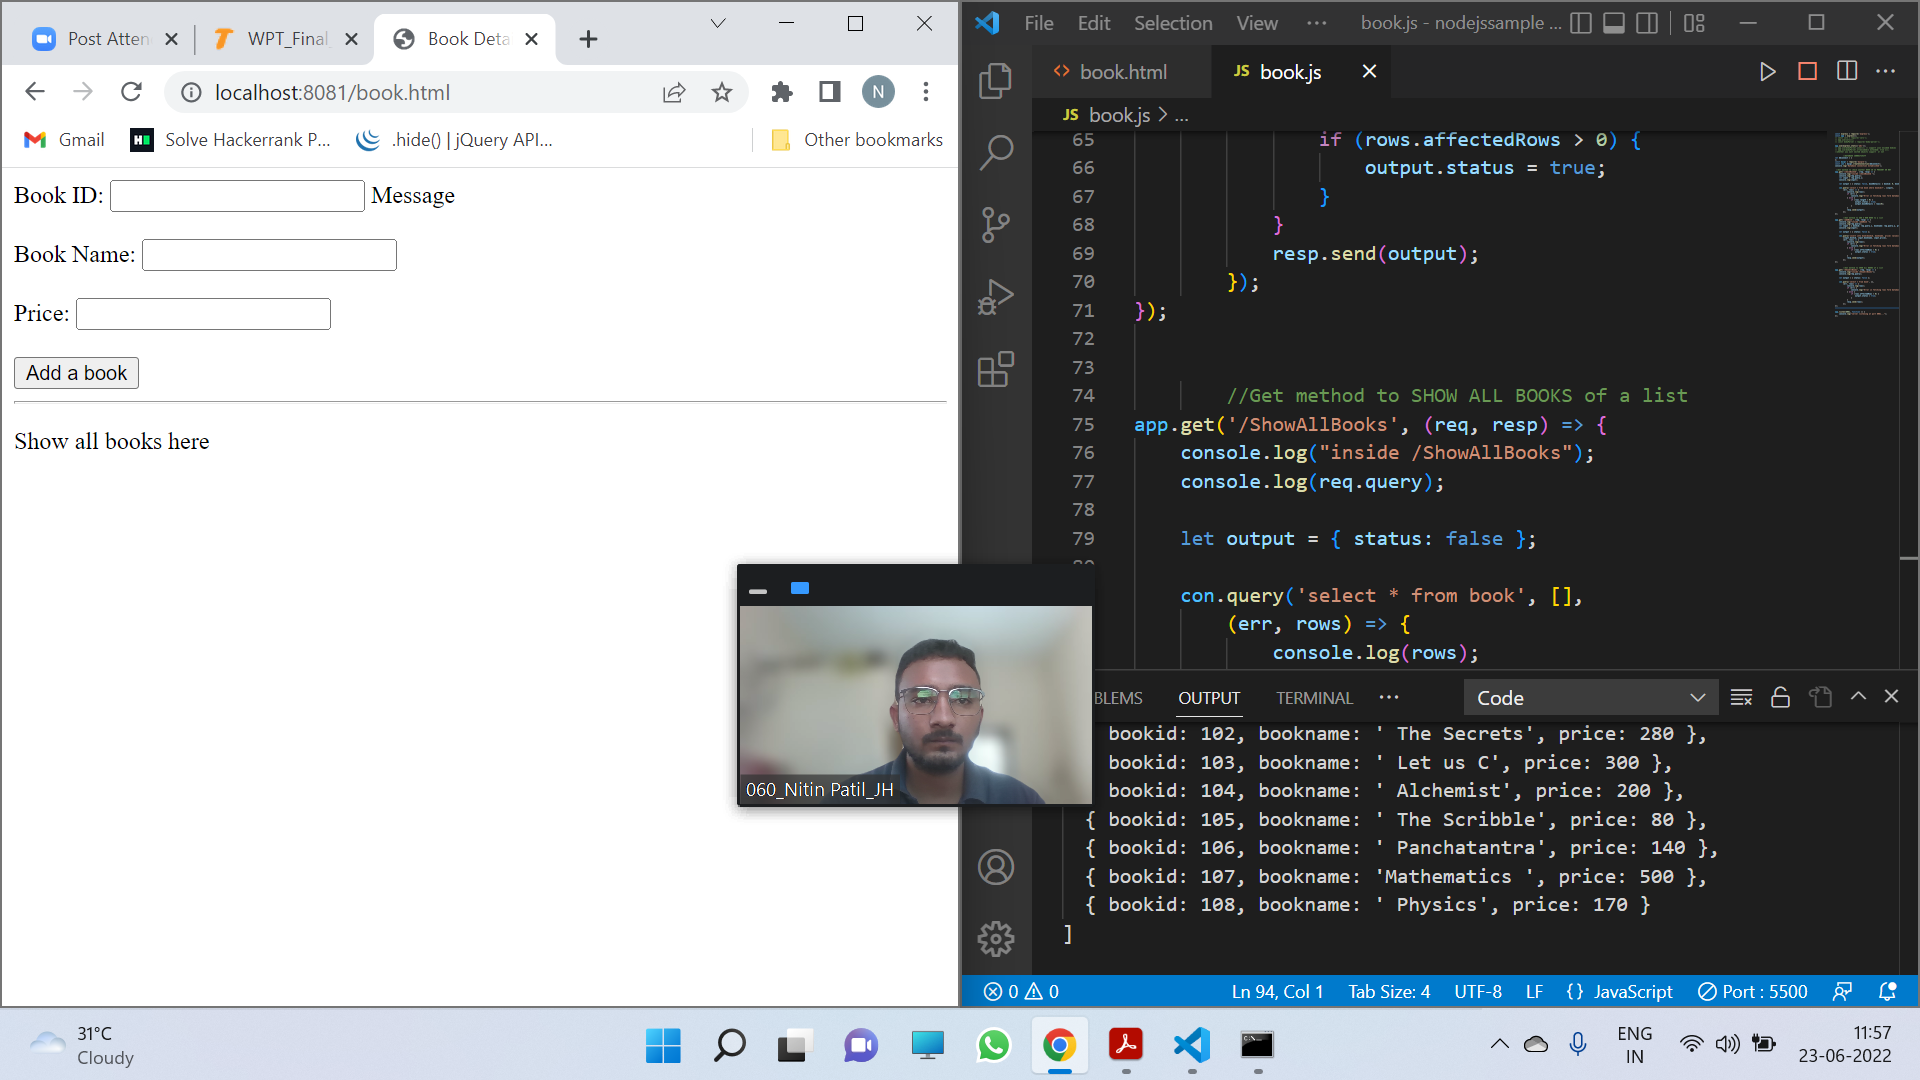 Post Atten
WPT_Final_
Book Deta
localhost:8081/book.html
N
Gmail
Solve Hackerrank P...
.hide() | jQuery API...
Other bookmarks
Book ID:
Message
Book Name:
Price:
Add a book
Show all books here
File Edit Selection View ···
book.js - nodejssample ...
book.html
JS book.js
JS book.js > ...
65 if (rows.affectedRows > 0) {
66 output.status = true;
67 }
68 }
69 resp.send(output);
70 });
71 });
72
73
74 //Get method to SHOW ALL BOOKS of a list
75 app.get('/ShowAllBooks', (req, resp) => {
76 console.log("inside /ShowAllBooks");
77 console.log(req.query);
78
79 let output = { status: false };
80
con.query('select * from book', [],
(err, rows) => {
console.log(rows);
BLEMS OUTPUT TERMINAL ··· Code
bookid: 102, bookname: ' The Secrets', price: 280 },
bookid: 103, bookname: ' Let us C', price: 300 },
bookid: 104, bookname: ' Alchemist', price: 200 },
{ bookid: 105, bookname: ' The Scribble', price: 80 },
{ bookid: 106, bookname: ' Panchatantra', price: 140 },
{ bookid: 107, bookname: 'Mathematics ', price: 500 },
{ bookid: 108, bookname: ' Physics', price: 170 }
]
060_Nitin Patil_JH
0 0 Ln 94, Col 1 Tab Size: 4 UTF-8 LF {} JavaScript Port : 5500
31°C
Cloudy
ENG
IN
11:57
23-06-2022